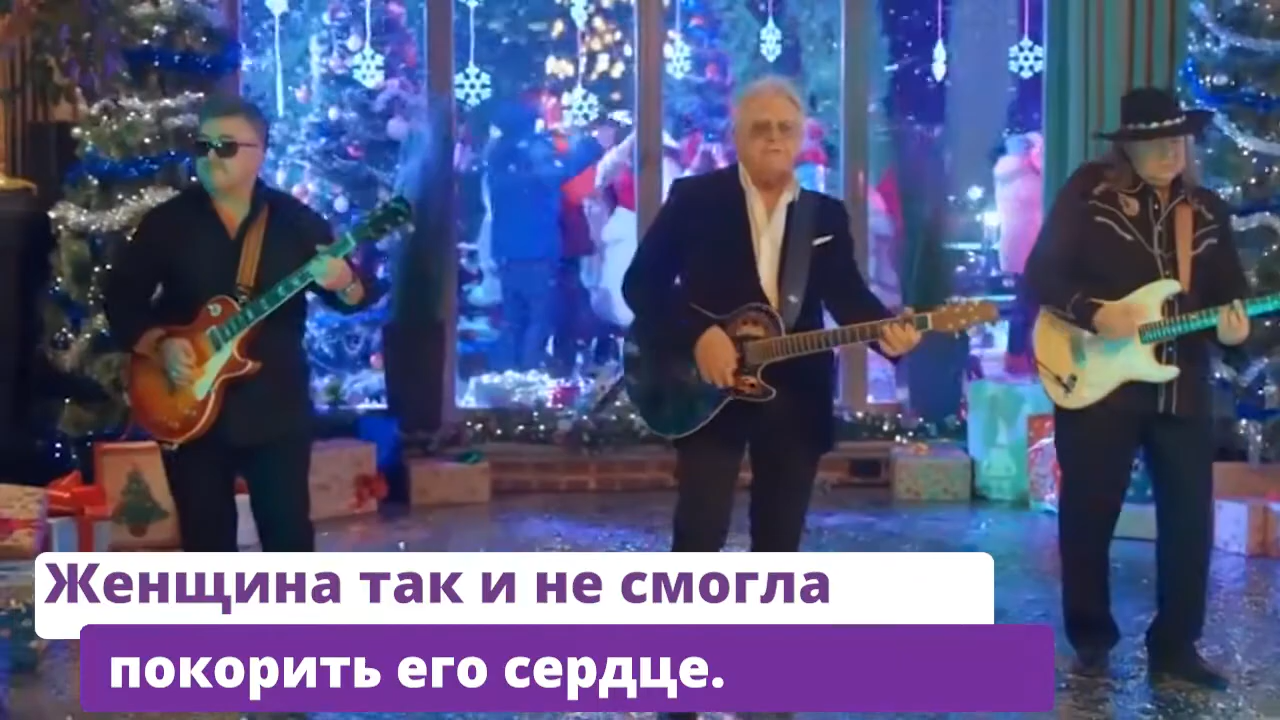 Женщина так и не смогла
покорить его сердце.